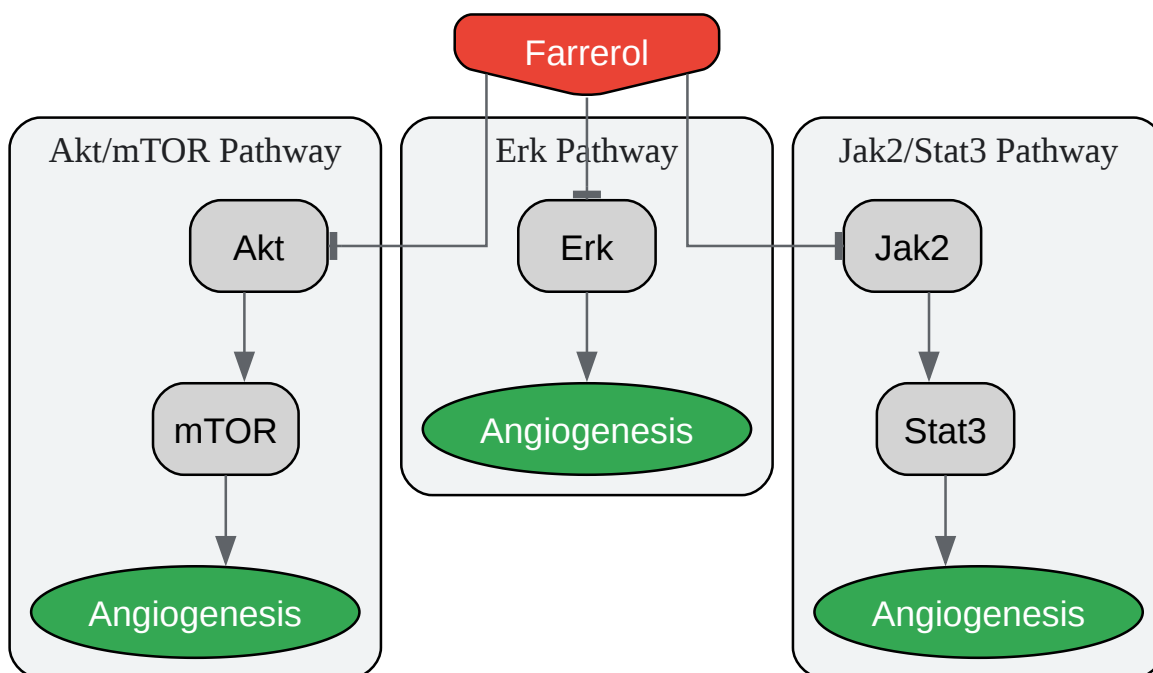 Farrerol
Akt/mTOR Pathway
Akt
mTOR
Angiogenesis
Erk Pathway
Erk
Angiogenesis
Jak2/Stat3 Pathway
Jak2
Stat3
Angiogenesis